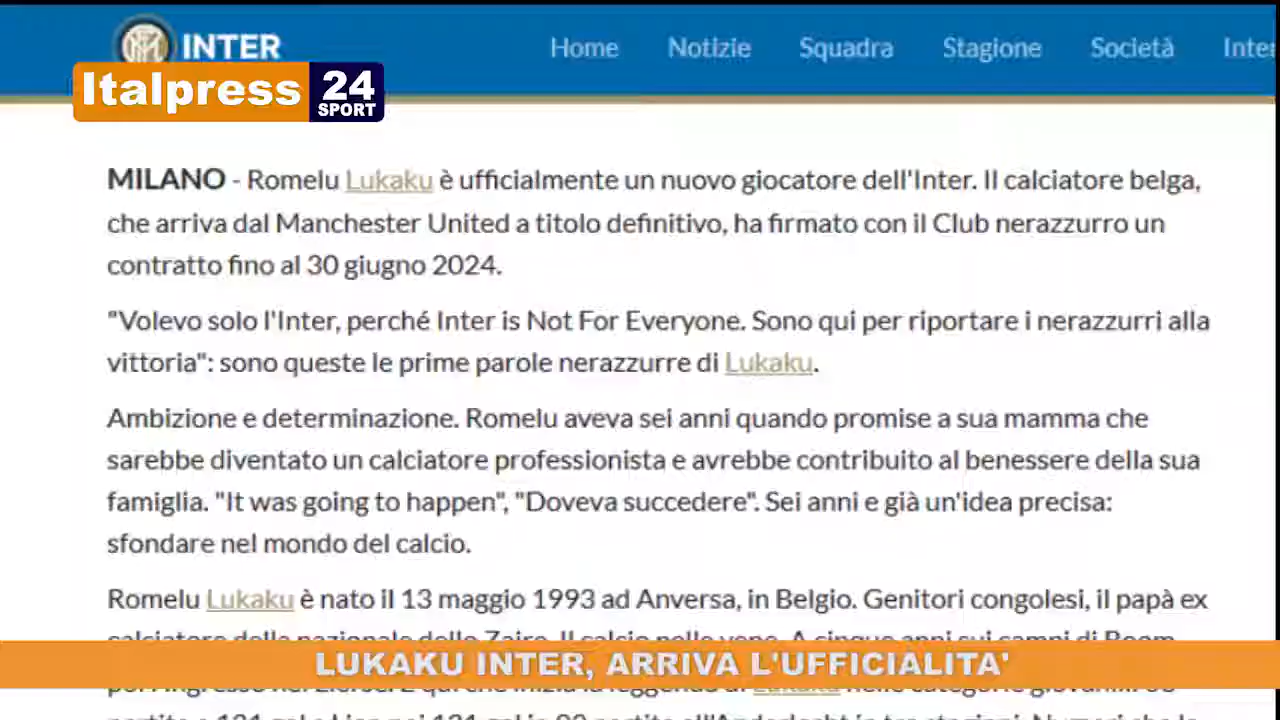 INTER
Home Notizie Squadra Stagione Società
Italpress 24 SPORT
MILANO - Romelu Lukaku è ufficialmente un nuovo giocatore dell'Inter. Il calciatore belga,
che arriva dal Manchester United a titolo definitivo, ha firmato con il Club nerazzurro un
contratto fino al 30 giugno 2024.
"Volevo solo l'Inter, perché Inter is Not For Everyone. Sono qui per riportare i nerazzurri alla
vittoria": sono queste le prime parole nerazzurre di Lukaku.
Ambizione e determinazione. Romelu aveva sei anni quando promise a sua mamma che
sarebbe diventato un calciatore professionista e avrebbe contribuito al benessere della sua
famiglia. "It was going to happen", "Doveva succedere". Sei anni e già un'idea precisa:
sfondare nel mondo del calcio.
Romelu Lukaku è nato il 13 maggio 1993 ad Anversa, in Belgio. Genitori congolesi, il papà ex
LUKAKU INTER, ARRIVA L'UFFICIALITA'